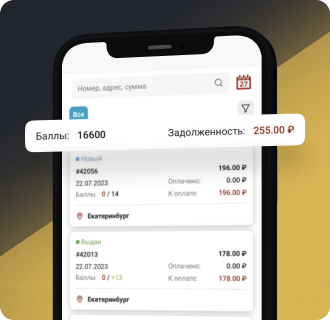 Номер, адрес, сумма
27
Все
Баллы: 16600 Задолженность: 255.00 ₽
Новый
#42056 196.00 ₽
22.07.2023 Оплачено: 0.00 ₽
Баллы 0 / 14 К оплате: 196.00 ₽
Екатеринбург
Выдан
#42013 178.00 ₽
22.07.2023 Оплачено: 0.00 ₽
Баллы 0 / +13 К оплате: 178.00 ₽
Екатеринбург